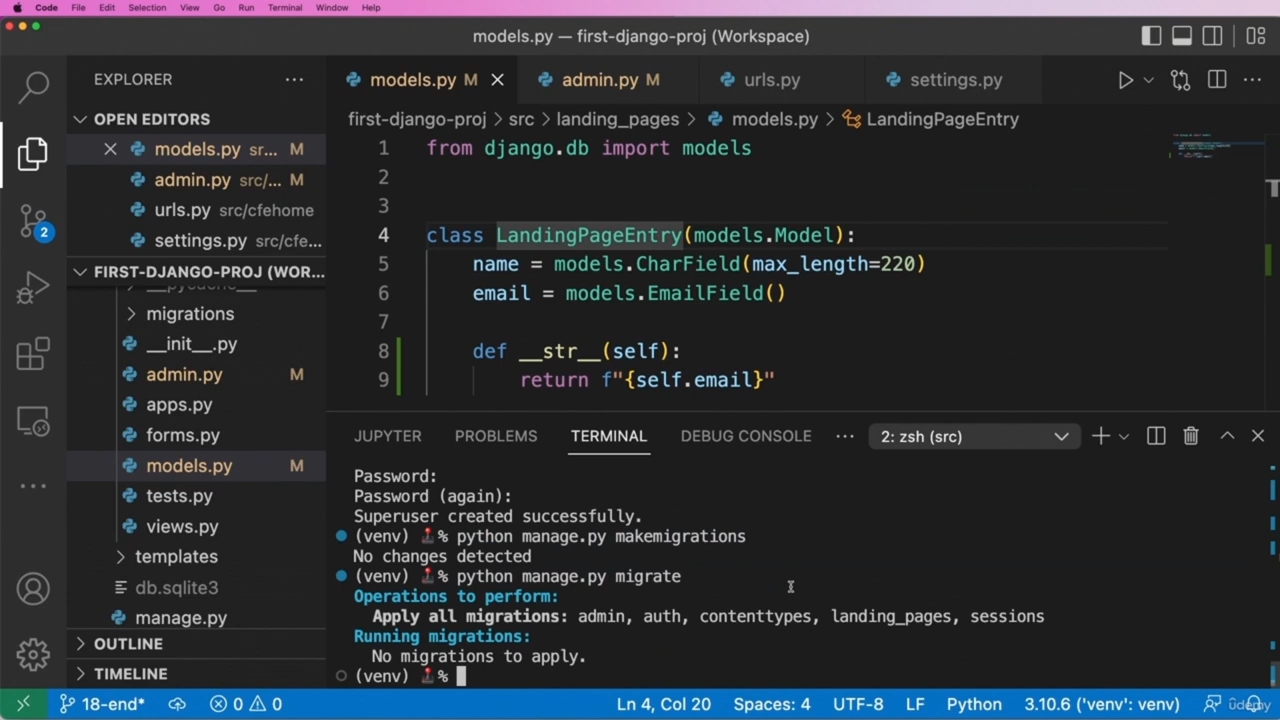 Code File Edit Selection View Go Run Terminal Window Help
models.py — first-django-proj (Workspace)
EXPLORER
models.py M
admin.py M
urls.py
settings.py
OPEN EDITORS
first-django-proj > src > landing_pages > models.py > LandingPageEntry
models.py sr... M
admin.py src/... M
urls.py src/cfehome
settings.py src/cfe...
FIRST-DJANGO-PROJ (WOR...
__pycache__
migrations
__init__.py
admin.py M
apps.py
forms.py
models.py M
tests.py
views.py
templates
db.sqlite3
manage.py
OUTLINE
TIMELINE
2
1 from django.db import models
2
3
4 class LandingPageEntry(models.Model):
5 name = models.CharField(max_length=220)
6 email = models.EmailField()
7
8 def __str__(self):
9 return f"{self.email}"
JUPYTER PROBLEMS TERMINAL DEBUG CONSOLE ... 2: zsh (src)
Password:
Password (again):
Superuser created successfully.
(venv) 🕹% python manage.py makemigrations
No changes detected
(venv) 🕹% python manage.py migrate
Operations to perform:
Apply all migrations: admin, auth, contenttypes, landing_pages, sessions
Running migrations:
No migrations to apply.
(venv) 🕹%
18-end* 0 0 Ln 4, Col 20 Spaces: 4 UTF-8 LF Python 3.10.6 ('venv': venv)
udemy